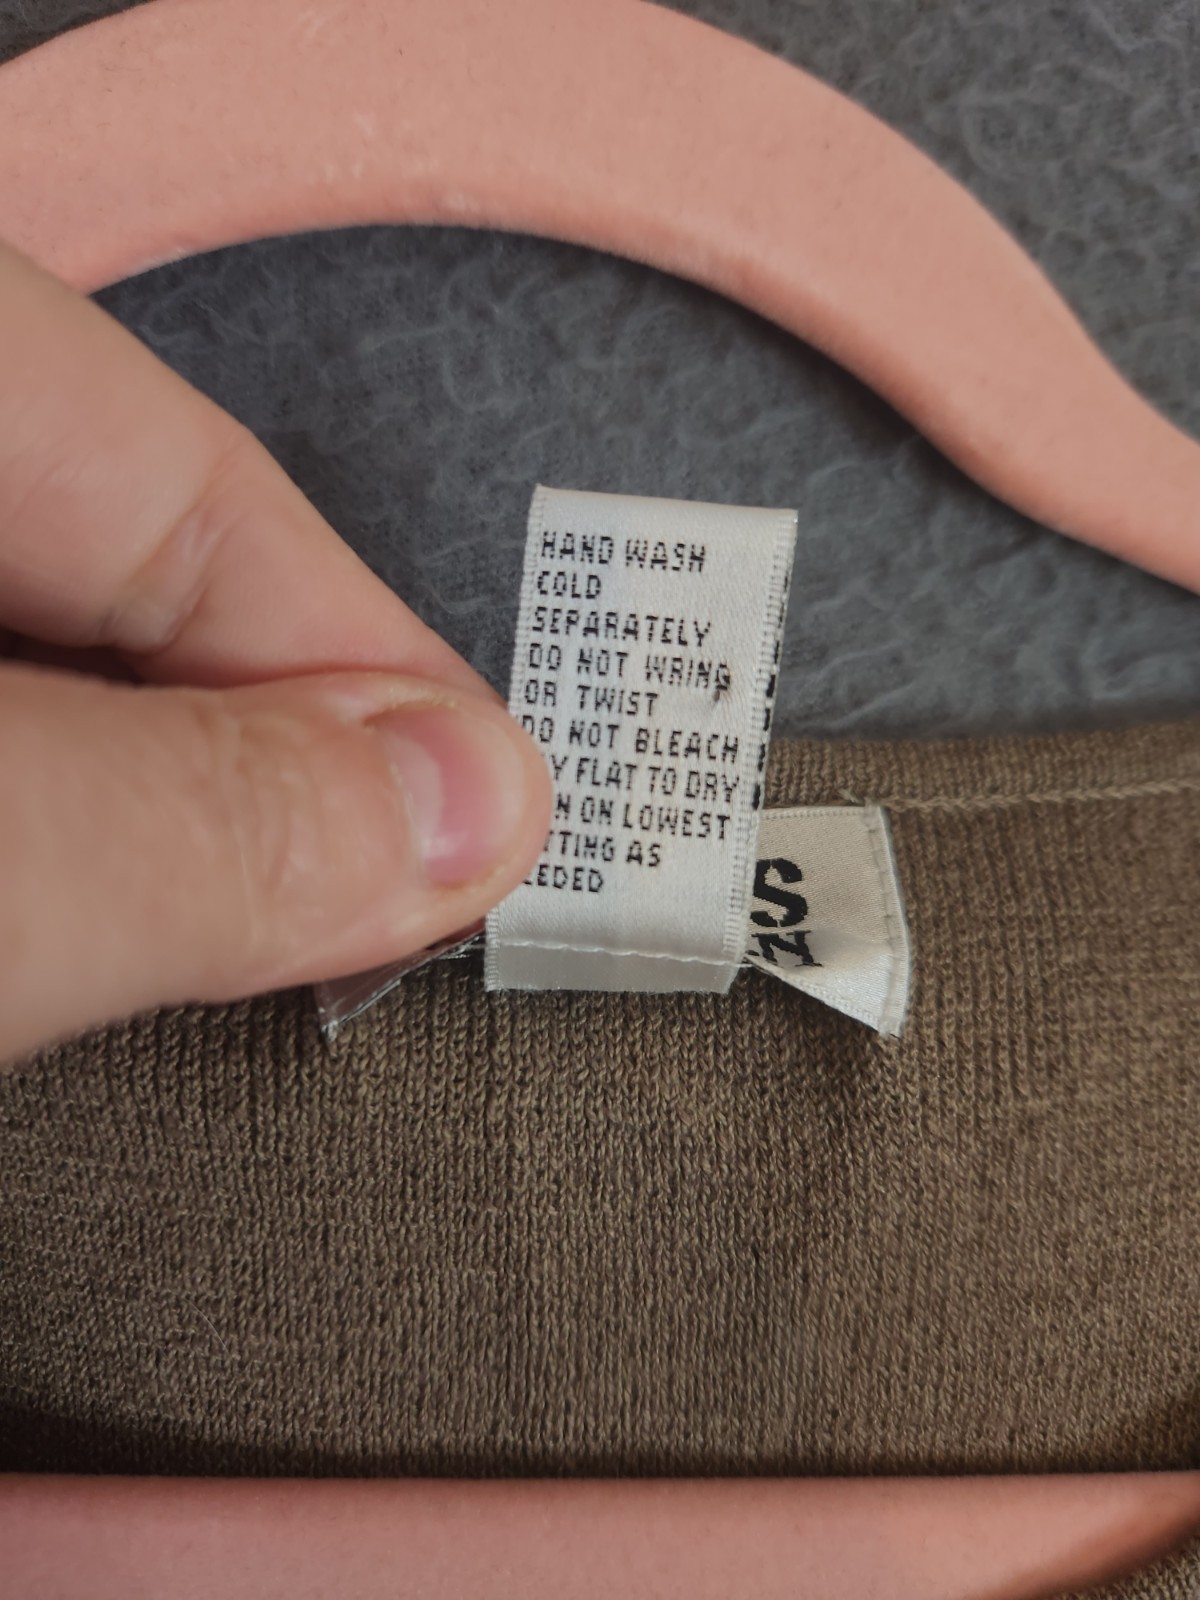 HAND WASH
COLD
SEPARATELY
DO NOT WRING
OR TWIST
DO NOT BLEACH
Y FLAT TO DRY
N ON LOWEST
TTING AS
EDED
S